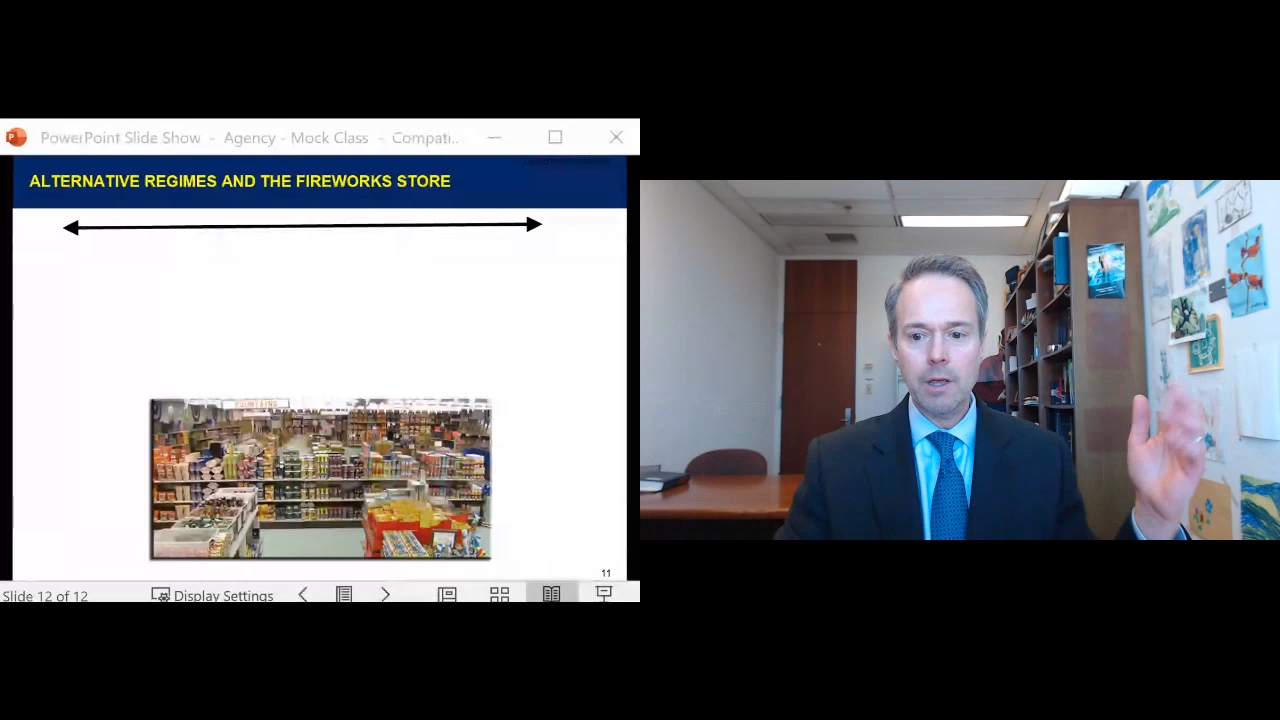 PowerPoint Slide Show - Agency - Mock Class - Compati...
ALTERNATIVE REGIMES AND THE FIREWORKS STORE
11
Slide 12 of 12
Display Settings